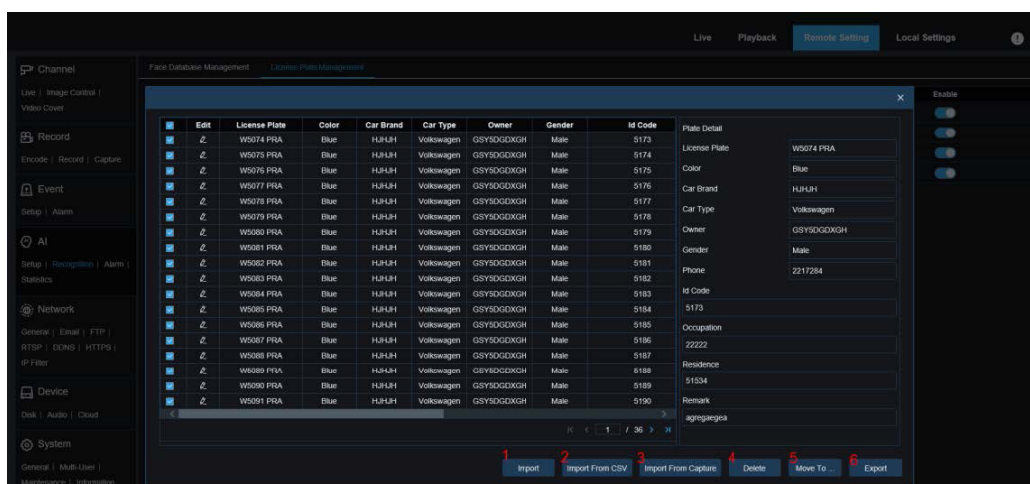 Live Playback Remote Setting Local Settings
Channel
Live | Image Control |
Video Cover
Record
Encode | Record | Capture
Event
Setup | Alarm
AI
Setup | Recognition | Alarm |
Statistics
Network
General | Email | FTP |
RTSP | DDNS | HTTPS |
IP Filter
Device
Disk | Audio | Cloud
System
General | Multi-User |
Maintenance | Information
Face Database Management License Plate Management
Enable
Edit License Plate Color Car Brand Car Type Owner Gender Id Code
W5074 PRA Blue HJHJH Volkswagen GSY5DGDXGH Male 5173
W5075 PRA Blue HJHJH Volkswagen GSY5DGDXGH Male 5174
W5076 PRA Blue HJHJH Volkswagen GSY5DGDXGH Male 5175
W5077 PRA Blue HJHJH Volkswagen GSY5DGDXGH Male 5176
W5078 PRA Blue HJHJH Volkswagen GSY5DGDXGH Male 5177
W5079 PRA Blue HJHJH Volkswagen GSY5DGDXGH Male 5178
W5080 PRA Blue HJHJH Volkswagen GSY5DGDXGH Male 5179
W5081 PRA Blue HJHJH Volkswagen GSY5DGDXGH Male 5180
W5082 PRA Blue HJHJH Volkswagen GSY5DGDXGH Male 5181
W5083 PRA Blue HJHJH Volkswagen GSY5DGDXGH Male 5182
W5084 PRA Blue HJHJH Volkswagen GSY5DGDXGH Male 5183
W5085 PRA Blue HJHJH Volkswagen GSY5DGDXGH Male 5184
W5086 PRA Blue HJHJH Volkswagen GSY5DGDXGH Male 5185
W5087 PRA Blue HJHJH Volkswagen GSY5DGDXGH Male 5186
W5088 PRA Blue HJHJH Volkswagen GSY5DGDXGH Male 5187
W5089 PRA Blue HJHJH Volkswagen GSY5DGDXGH Male 5188
W5090 PRA Blue HJHJH Volkswagen GSY5DGDXGH Male 5189
W5091 PRA Blue HJHJH Volkswagen GSY5DGDXGH Male 5190
1 / 36
Plate Detail
License Plate W5074 PRA
Color Blue
Car Brand HJHJH
Car Type Volkswagen
Owner GSY5DGDXGH
Gender Male
Phone 2217284
Id Code
5173
Occupation
22222
Residence
51534
Remark
agregaegea
1 2 3 4 5 6
Import Import From CSV Import From Capture Delete Move To ... Export